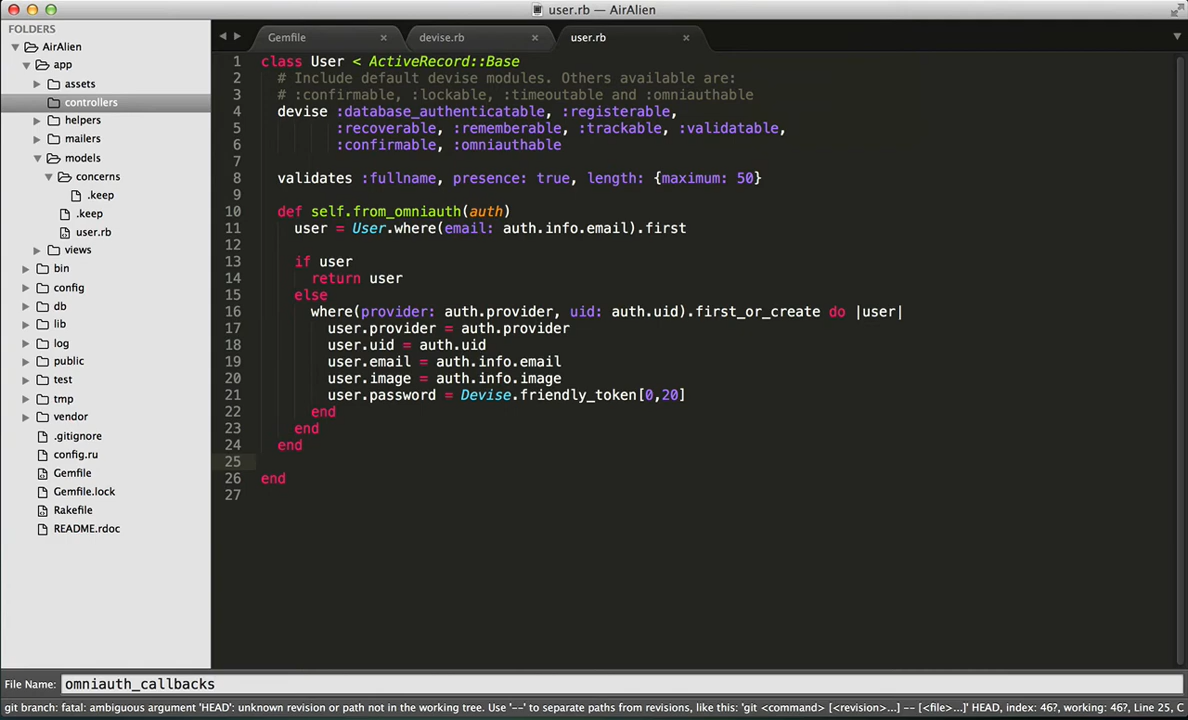 user.rb — AirAlien
FOLDERS
AirAlien
app
assets
controllers
helpers
mailers
models
concerns
.keep
.keep
user.rb
views
bin
config
db
lib
log
public
test
tmp
vendor
.gitignore
config.ru
Gemfile
Gemfile.lock
Rakefile
README.rdoc
Gemfile × devise.rb × user.rb ×
1 class User < ActiveRecord::Base
2 # Include default devise modules. Others available are:
3 # :confirmable, :lockable, :timeoutable and :omniauthable
4 devise :database_authenticatable, :registerable,
5 :recoverable, :rememberable, :trackable, :validatable,
6 :confirmable, :omniauthable
7
8 validates :fullname, presence: true, length: {maximum: 50}
9
10 def self.from_omniauth(auth)
11 user = User.where(email: auth.info.email).first
12
13 if user
14 return user
15 else
16 where(provider: auth.provider, uid: auth.uid).first_or_create do |user|
17 user.provider = auth.provider
18 user.uid = auth.uid
19 user.email = auth.info.email
20 user.image = auth.info.image
21 user.password = Devise.friendly_token[0,20]
22 end
23 end
24 end
25
26 end
27
File Name: omniauth_callbacks
git branch: fatal: ambiguous argument 'HEAD': unknown revision or path not in the working tree. Use '--' to separate paths from revisions, like this: 'git <command> [<revision>...] -- [<file>...]' HEAD, index: 46?, working: 46?, Line 25, C